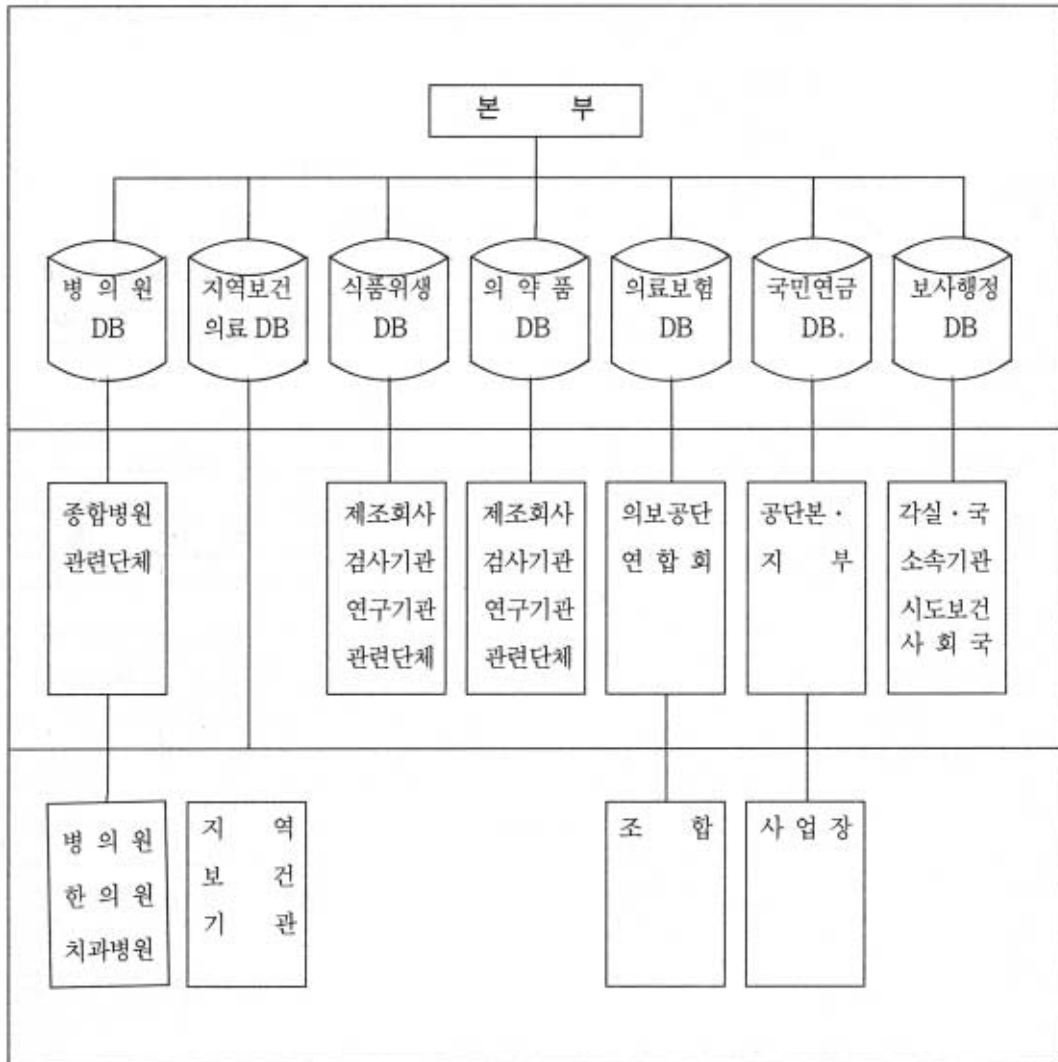 본 부
병 의 원
DB
지역보건
의료 DB
식품위생
DB
의 약 품
DB
의료보험
DB
국민연금
DB.
보사행정
DB
종합병원
관련단체
제조회사
검사기관
연구기관
관련단체
제조회사
검사기관
연구기관
관련단체
의보공단
연 합 회
공단본·
지 부
각실·국
소속기관
시도보건
사 회 국
병 의 원
한 의 원
치과병원
지 역
보 건
기 관
조 합
사 업 장